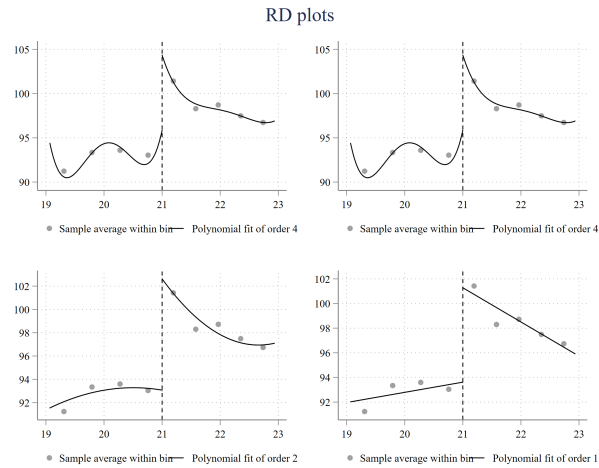 RD plots
105
100
95
90
19 20 21 22 23
Sample average within bin Polynomial fit of order 4
105
100
95
90
19 20 21 22 23
Sample average within bin Polynomial fit of order 4
102
100
98
96
94
92
19 20 21 22 23
Sample average within bin Polynomial fit of order 2
102
100
98
96
94
92
19 20 21 22 23
Sample average within bin Polynomial fit of order 1